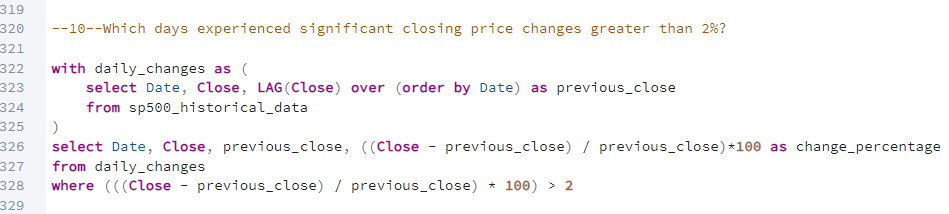 319
320 --10--Which days experienced significant closing price changes greater than 2%?
321
322 with daily_changes as (
323     select Date, Close, LAG(Close) over (order by Date) as previous_close
324     from sp500_historical_data
325 )
326 select Date, Close, previous_close, ((Close - previous_close) / previous_close)*100 as change_percentage
327 from daily_changes
328 where (((Close - previous_close) / previous_close) * 100) > 2
329